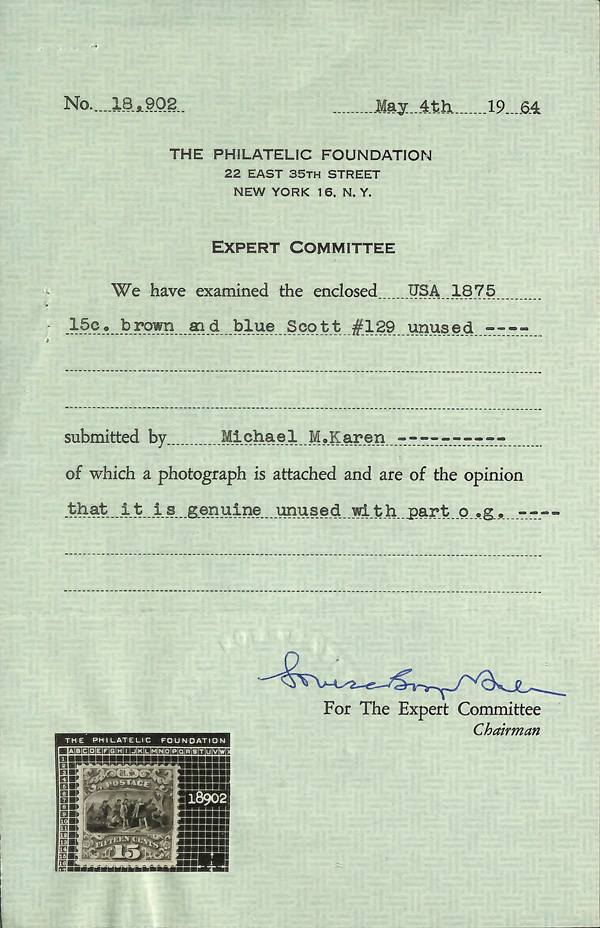 No. 18,902 May 4th 19 64
THE PHILATELIC FOUNDATION
22 EAST 35TH STREET
NEW YORK 16, N. Y.
EXPERT COMMITTEE
We have examined the enclosed USA 1875
15c. brown and blue Scott #129 unused ----
submitted by Michael M.Karen ----------
of which a photograph is attached and are of the opinion
that it is genuine unused with part o.g. ----
For The Expert Committee
Chairman
THE PHILATELIC FOUNDATION
ABCDEFGHIJKLMNOPQRSTUVWX
U.S.
POSTAGE
18902
FIFTEEN CENTS
15